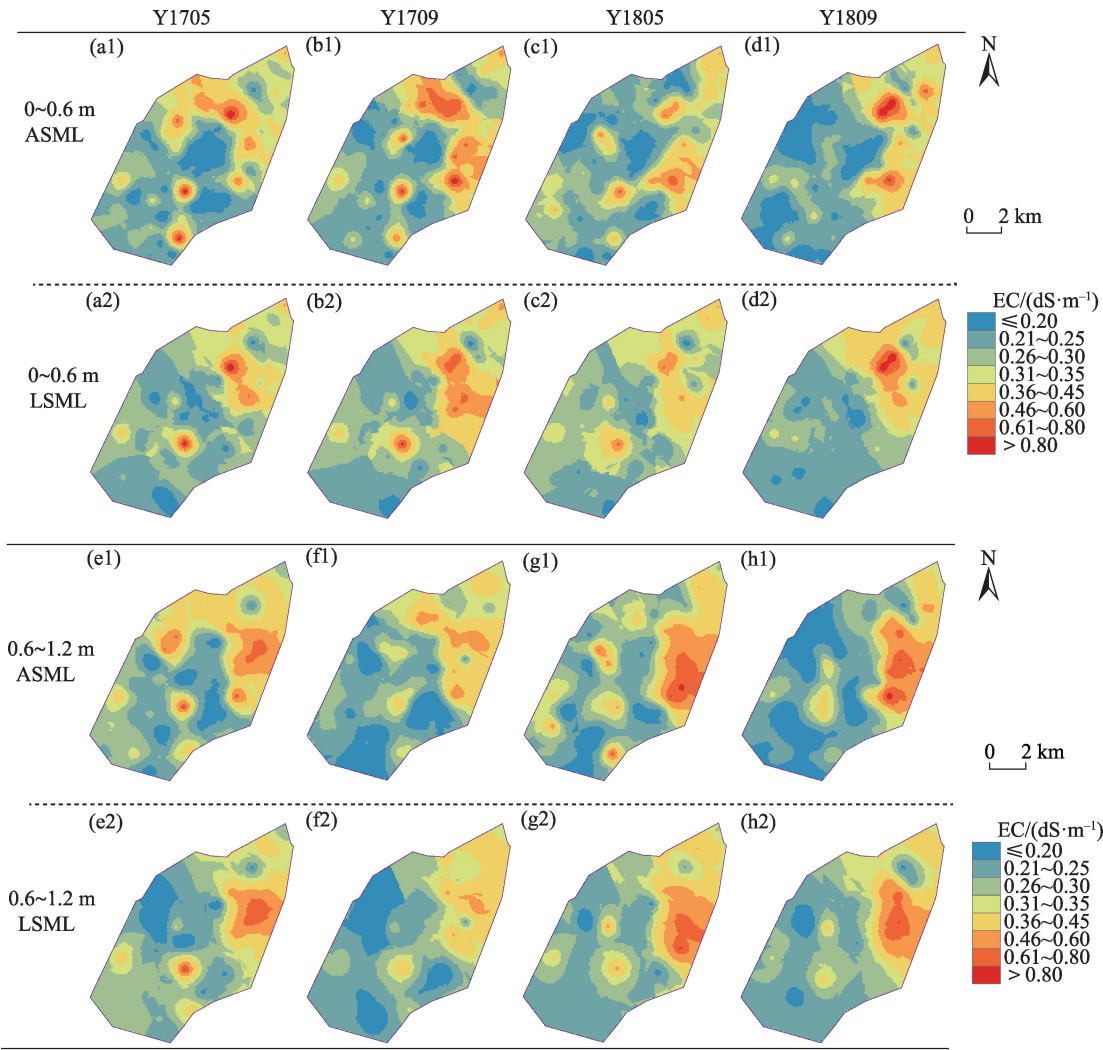 Y1705 Y1709 Y1805 Y1809
(a1) (b1) (c1) (d1) N
0~0.6 m
ASML
0 2 km
(a2) (b2) (c2) (d2)
0~0.6 m
LSML
EC/(dS·m⁻¹)
≤0.20
0.21~0.25
0.26~0.30
0.31~0.35
0.36~0.45
0.46~0.60
0.61~0.80
>0.80
(e1) (f1) (g1) (h1) N
0.6~1.2 m
ASML
0 2 km
(e2) (f2) (g2) (h2)
0.6~1.2 m
LSML
EC/(dS·m⁻¹)
≤0.20
0.21~0.25
0.26~0.30
0.31~0.35
0.36~0.45
0.46~0.60
0.61~0.80
>0.80